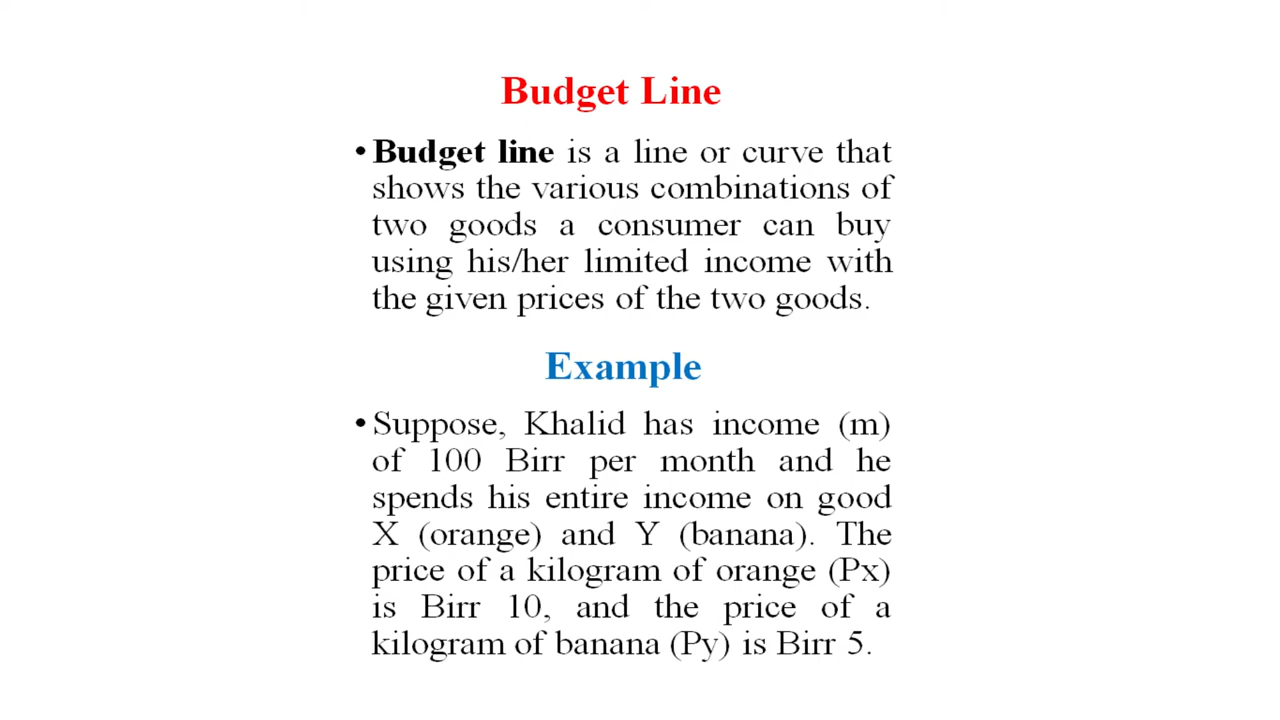 Budget Line
• Budget line is a line or curve that
shows the various combinations of
two goods a consumer can buy
using his/her limited income with
the given prices of the two goods.
Example
• Suppose, Khalid has income (m)
of 100 Birr per month and he
spends his entire income on good
X (orange) and Y (banana). The
price of a kilogram of orange (Px)
is Birr 10, and the price of a
kilogram of banana (Py) is Birr 5.